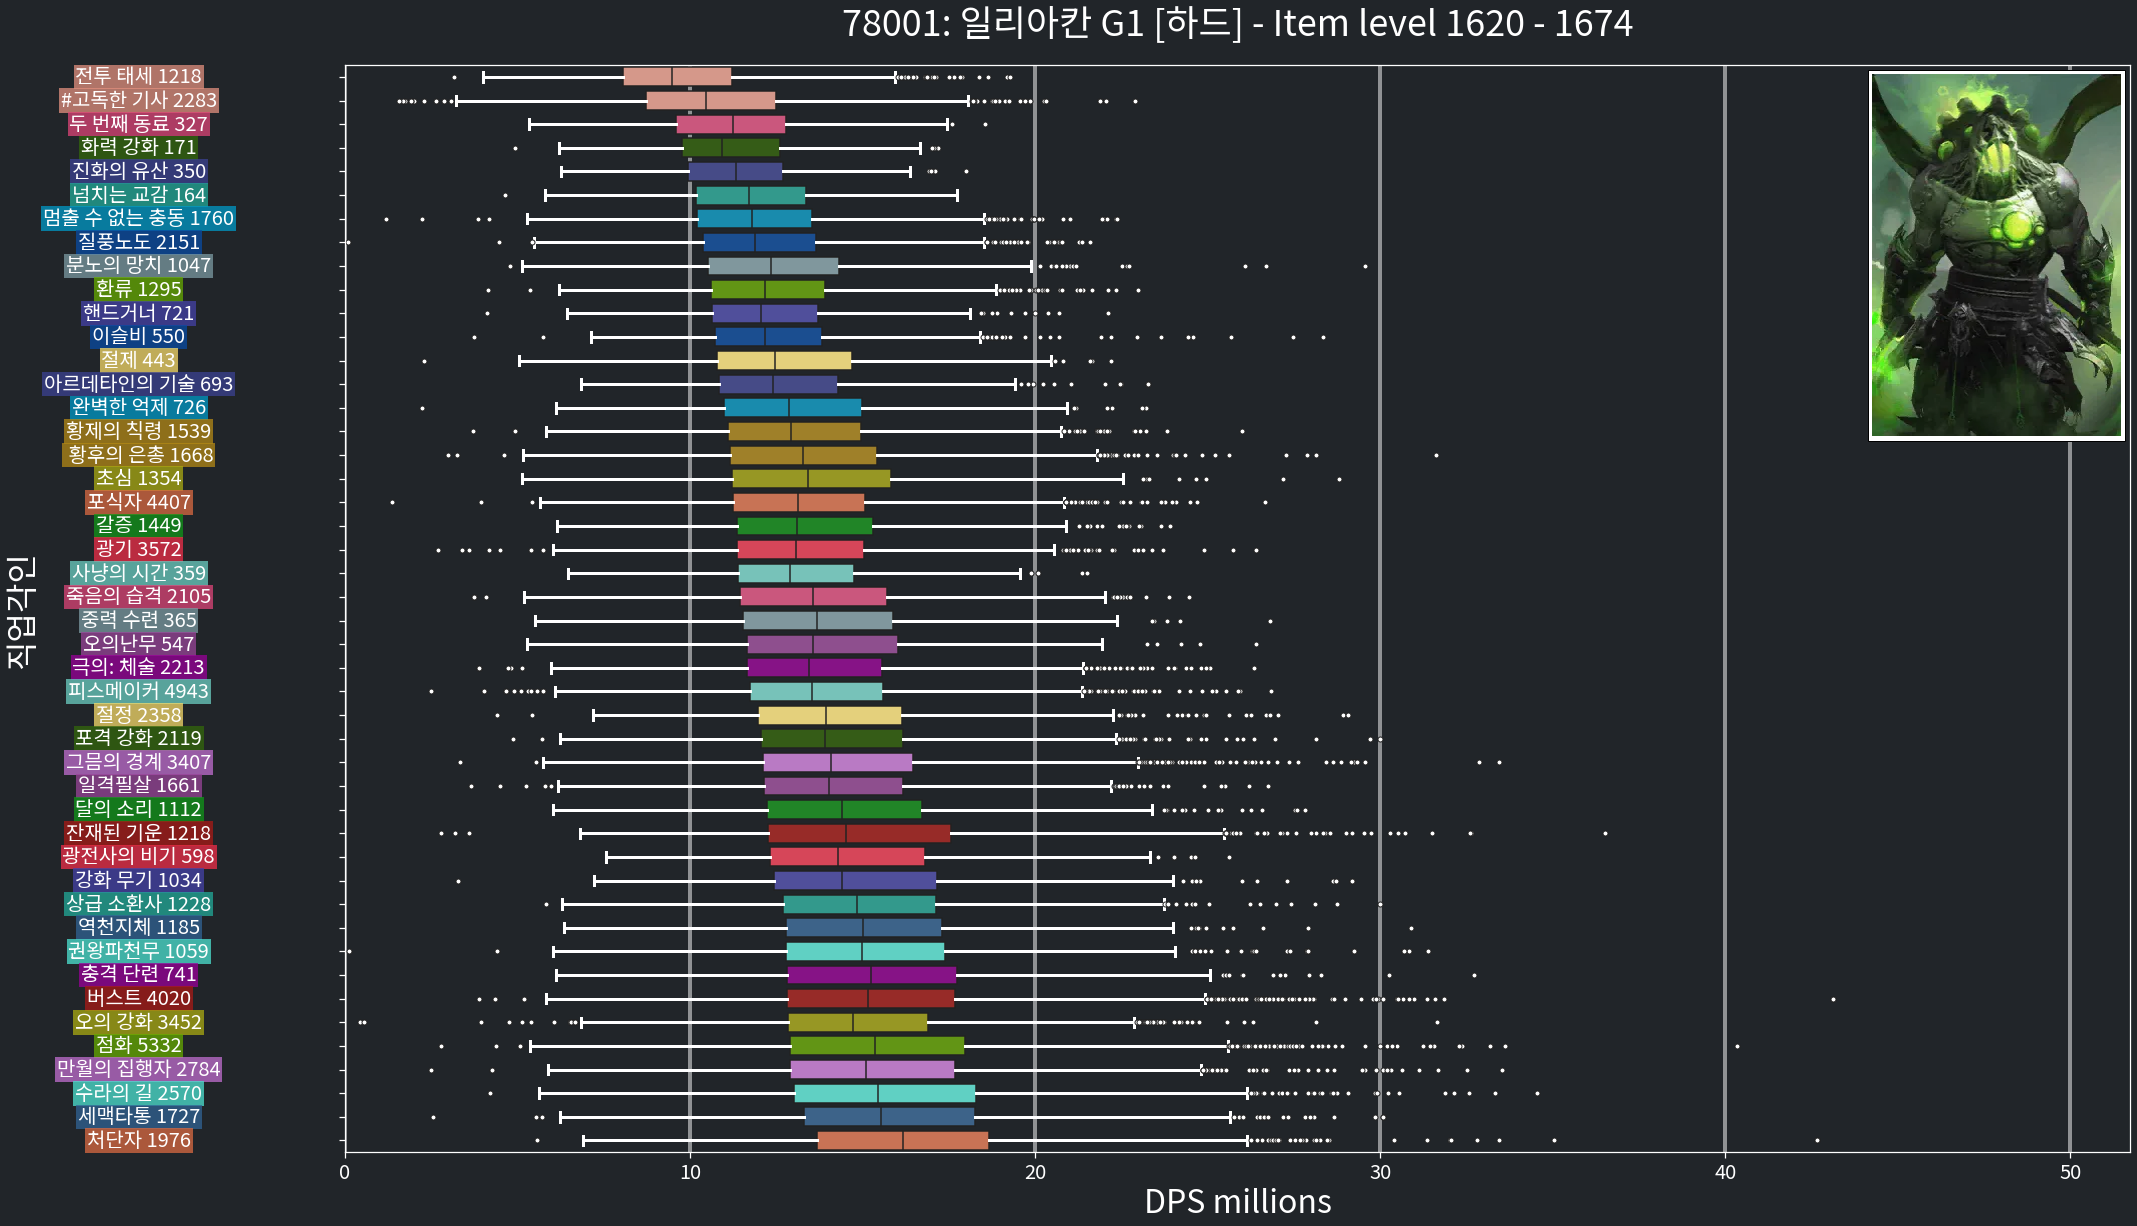 78001: 일리아칸 G1 [하드] - Item level 1620 - 1674
직업각인
전투 태세 1218
#고독한 기사 2283
두 번째 동료 327
화력 강화 171
진화의 유산 350
넘치는 교감 164
멈출 수 없는 충동 1760
질풍노도 2151
분노의 망치 1047
환류 1295
핸드거너 721
이슬비 550
절제 443
아르데타인의 기술 693
완벽한 억제 726
황제의 칙령 1539
황후의 은총 1668
초심 1354
포식자 4407
갈증 1449
광기 3572
사냥의 시간 359
죽음의 습격 2105
중력 수련 365
오의난무 547
극의: 체술 2213
피스메이커 4943
절정 2358
포격 강화 2119
그믐의 경계 3407
일격필살 1661
달의 소리 1112
잔재된 기운 1218
광전사의 비기 598
강화 무기 1034
상급 소환사 1228
역천지체 1185
권왕파천무 1059
충격 단련 741
버스트 4020
오의 강화 3452
점화 5332
만월의 집행자 2784
수라의 길 2570
세맥타통 1727
처단자 1976
0 10 20 30 40 50
DPS millions